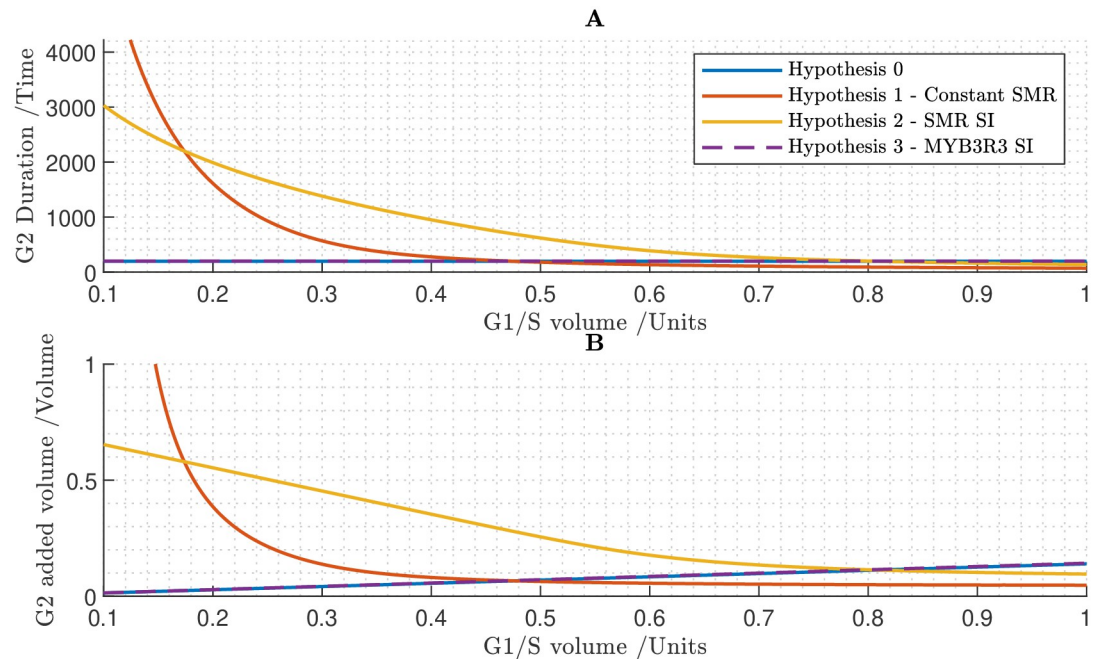 A
G2 Duration /Time
4000
3000
2000
1000
0
Hypothesis 0
Hypothesis 1 - Constant SMR
Hypothesis 2 - SMR SI
Hypothesis 3 - MYB3R3 SI
0.1 0.2 0.3 0.4 0.5 0.6 0.7 0.8 0.9 1
G1/S volume /Units
B
G2 added volume /Volume
1
0.5
0
0.1 0.2 0.3 0.4 0.5 0.6 0.7 0.8 0.9 1
G1/S volume /Units